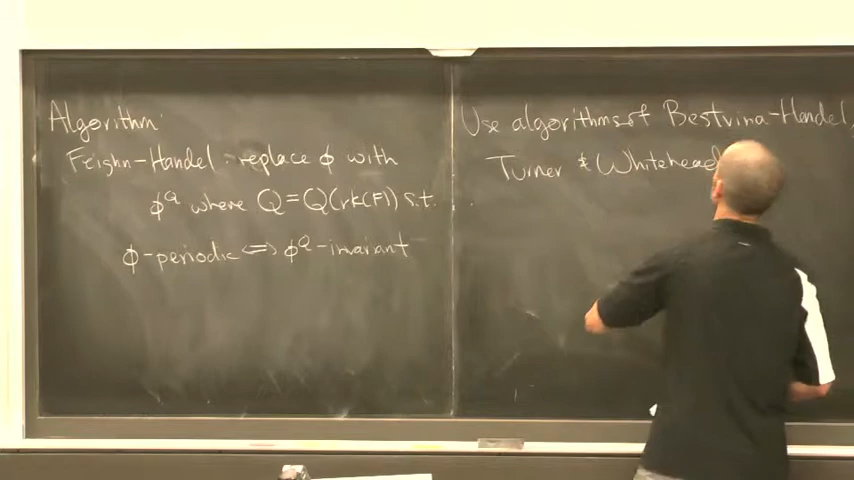 Algorithm:
Feighn-Handel: replace ϕ with
ϕ^Q where Q=Q(rk(F)) s.t.
ϕ-periodic <=> ϕ^Q-invariant
Use algorithms of Bestvina-Handel,
Turner & Whitehead